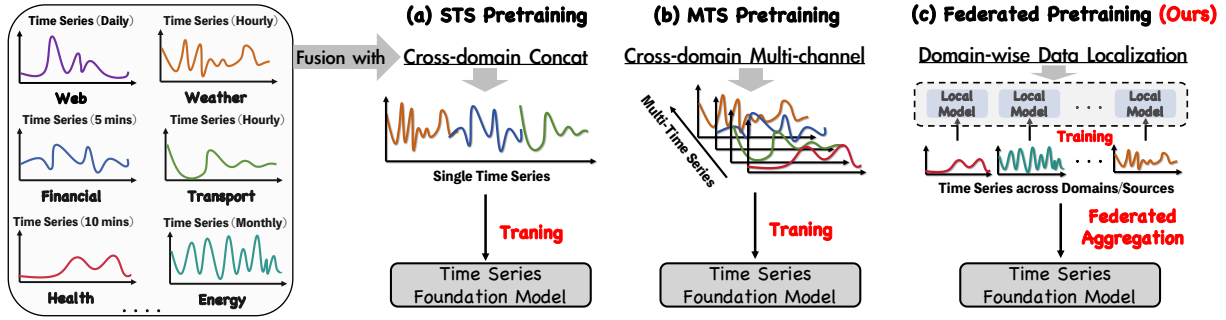 Time Series (Daily)
Web
Time Series (Hourly)
Weather
Time Series (5 mins)
Financial
Time Series (Hourly)
Transport
Time Series (10 mins)
Health
Time Series (Monthly)
Energy
. . . .
Fusion with
(a) STS Pretraining
Cross-domain Concat
Single Time Series
Traning
Time Series
Foundation Model
(b) MTS Pretraining
Cross-domain Multi-channel
Multi-Time Series
Traning
Time Series
Foundation Model
(c) Federated Pretraining (Ours)
Domain-wise Data Localization
Local
Model
Local
Model
. . .
Local
Model
Training
. . .
Time Series across Domains/Sources
Federated
Aggregation
Time Series
Foundation Model